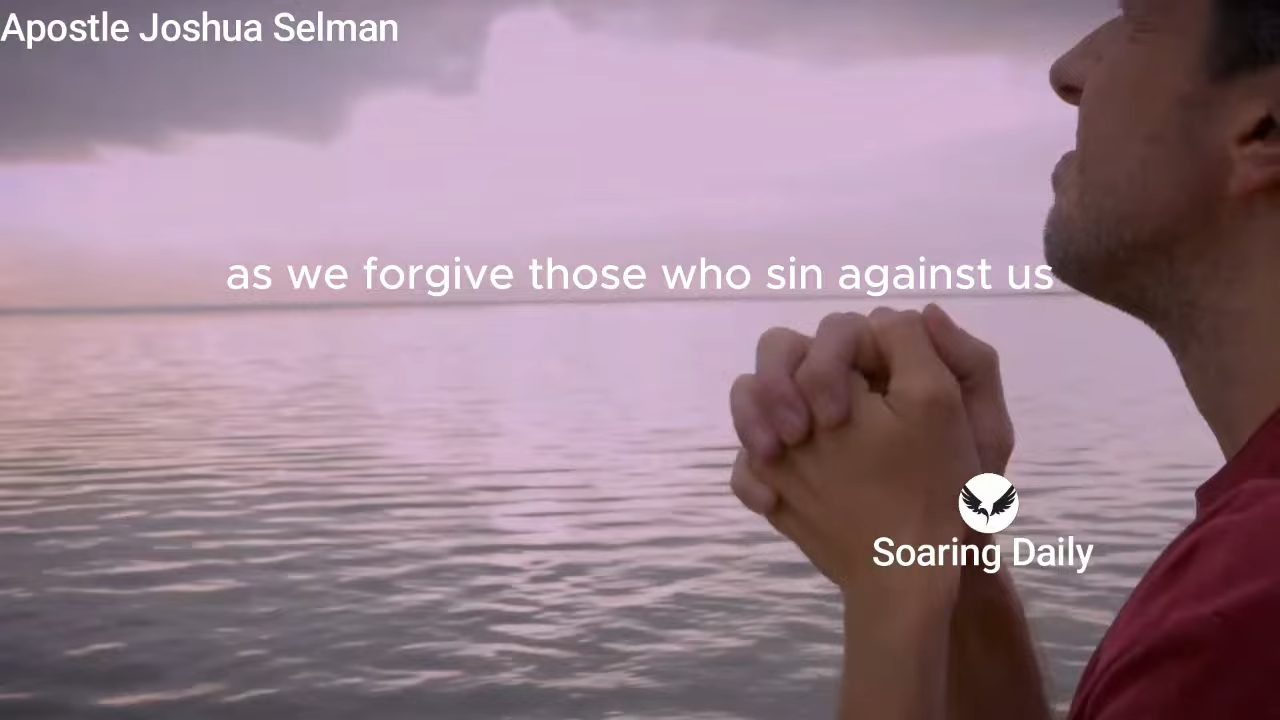 Apostle Joshua Selman
as we forgive those who sin against us
Soaring Daily